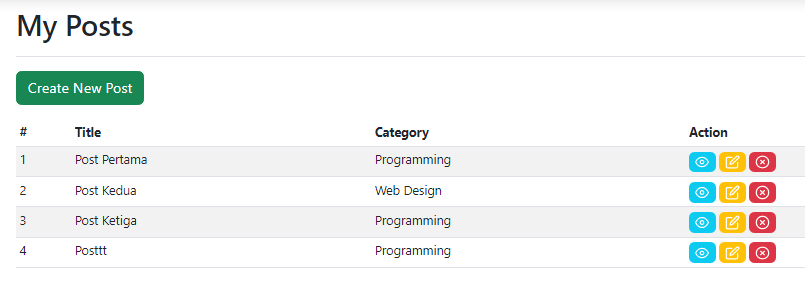 My Posts
Create New Post
# Title Category Action
1 Post Pertama Programming
2 Post Kedua Web Design
3 Post Ketiga Programming
4 Posttt Programming